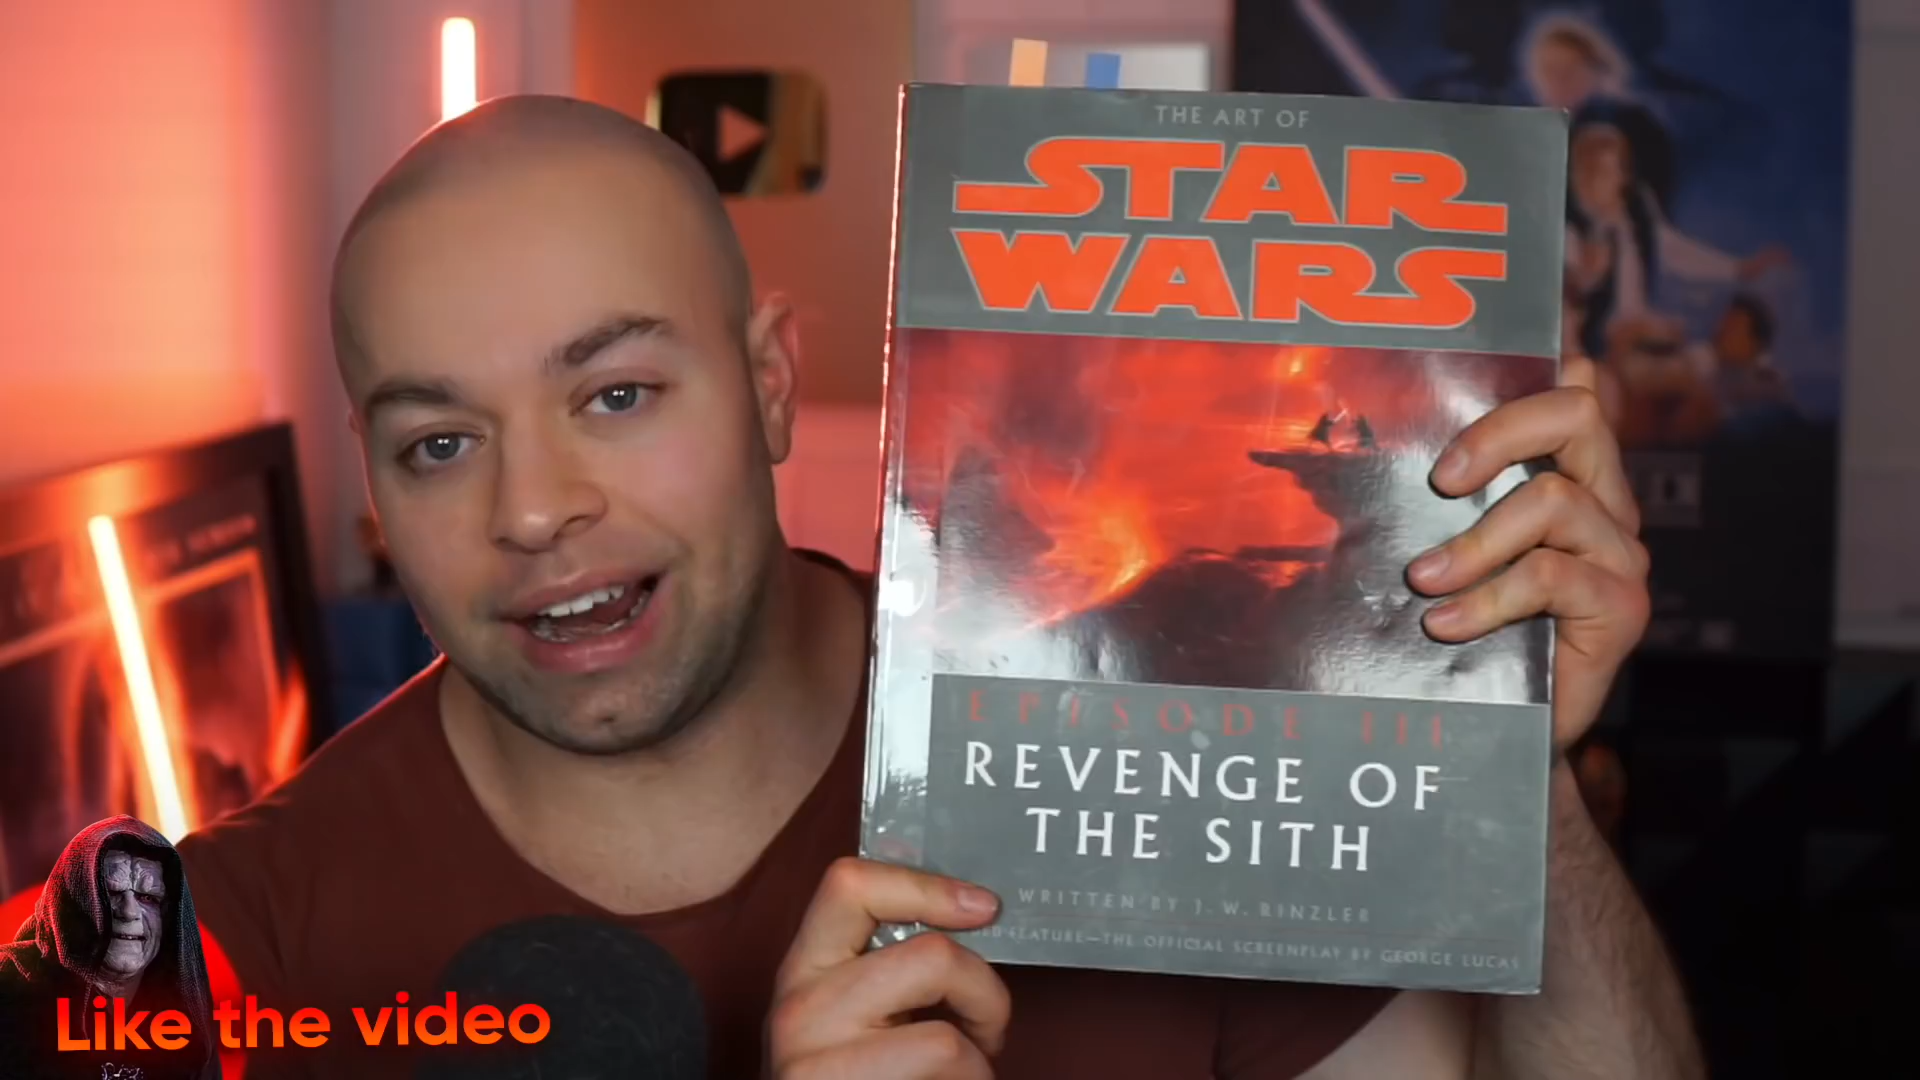 THE ART OF
STAR
WARS
EPISODE III
REVENGE OF
THE SITH
WRITTEN BY J. W. RINZLER
FEATURE—THE OFFICIAL SCREENPLAY BY GEORGE LUCAS
Like the video